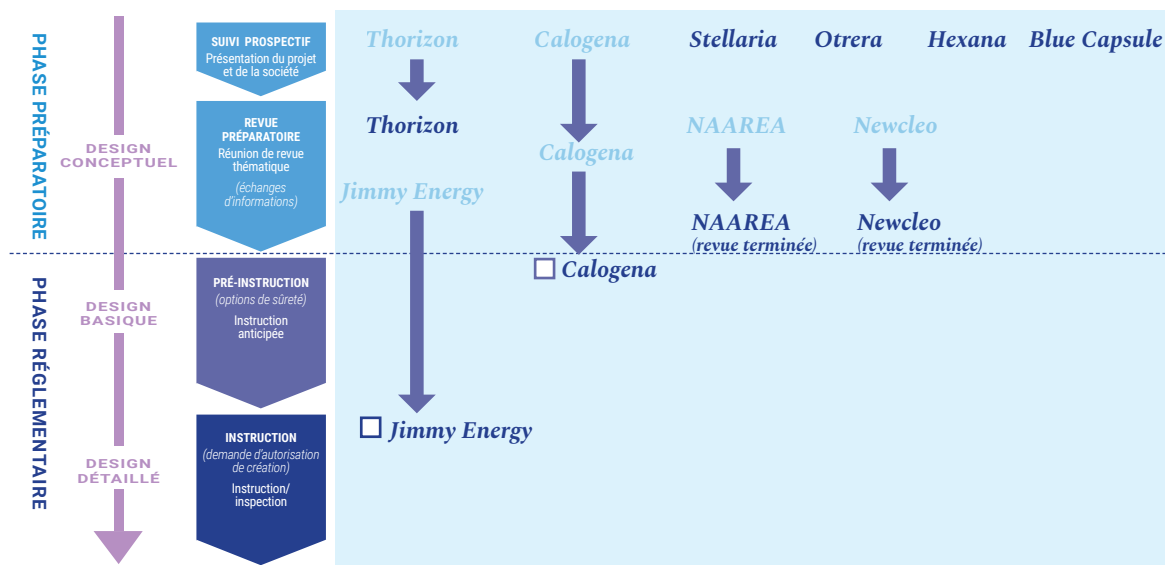 PHASE PRÉPARATOIRE
PHASE RÉGLEMENTAIRE
DESIGN
CONCEPTUEL
DESIGN
BASIQUE
DESIGN
DÉTAILLÉ
SUIVI PROSPECTIF
Présentation du projet
et de la société
REVUE
PRÉPARATOIRE
Réunion de revue
thématique
(échanges
d'informations)
PRÉ-INSTRUCTION
(options de sûreté)
Instruction
anticipée
INSTRUCTION
(demande d'autorisation
de création)
Instruction/
inspection
Thorizon Calogena Stellaria Otrera Hexana Blue Capsule
Thorizon NAAREA Newcleo
Calogena
Jimmy Energy
NAAREA Newcleo
(revue terminée) (revue terminée)
Calogena
Jimmy Energy